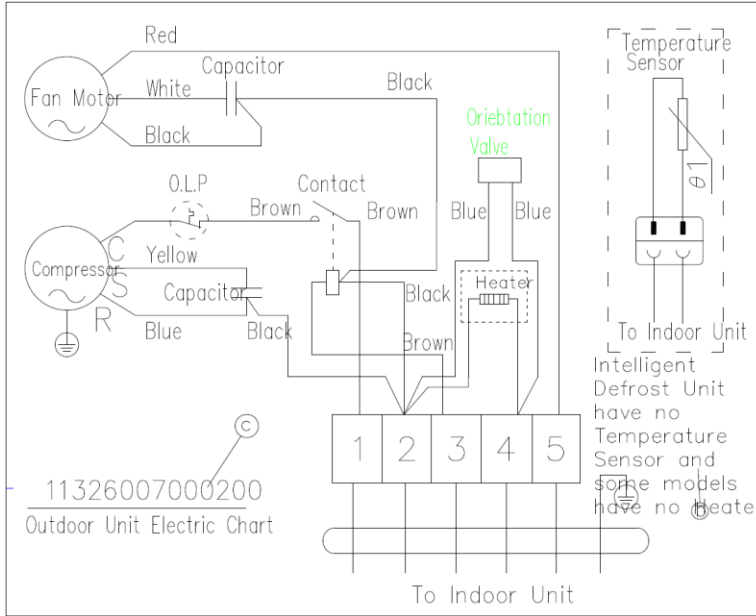 Red
Capacitor
Fan Motor
White
Black
Black
Oriebtation
Valve
Temperature
Sensor
θ1
O.L.P
Contact
Brown
Brown
Blue
Blue
Compressor
C
S
R
Yellow
Capacitor
Blue
Black
Black
Heater
Brown
To Indoor Unit
Intelligent
Defrost Unit
have no
Temperature
Sensor and
some models
have no Heate
1 2 3 4 5
C
11326007000200
Outdoor Unit Electric Chart
To Indoor Unit